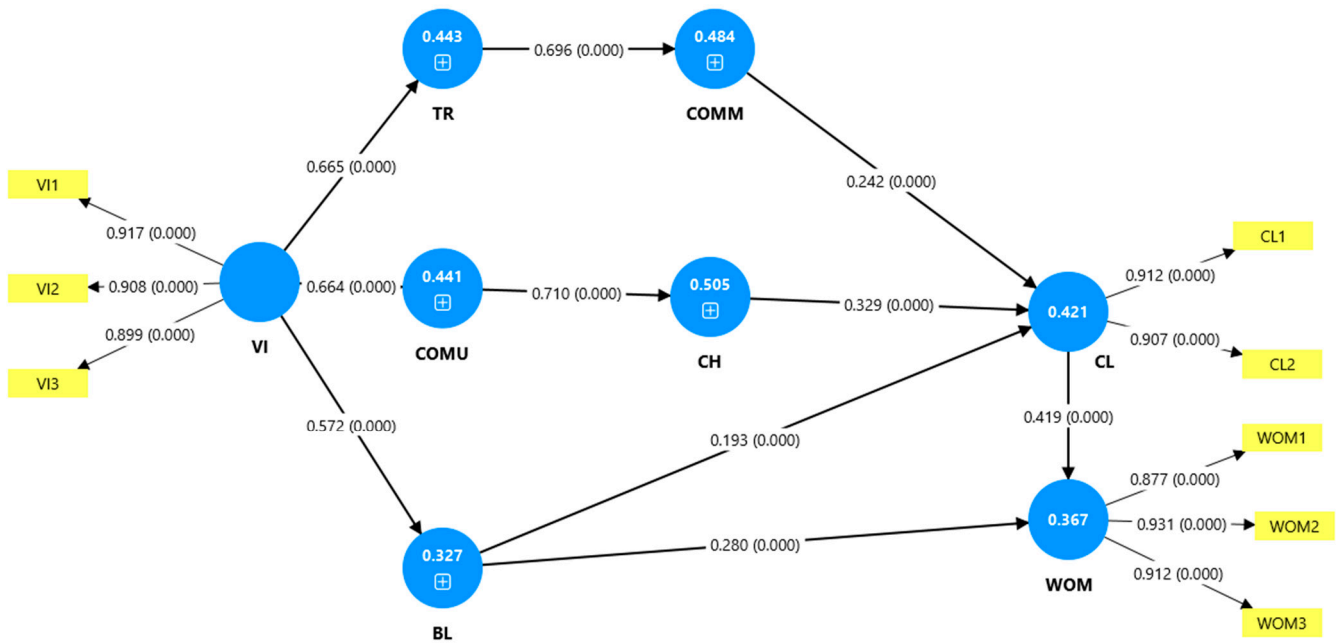 0.443
0.696 (0.000)
0.484
TR
COMM
0.665 (0.000)
0.242 (0.000)
VI1
0.917 (0.000)
CL1
0.912 (0.000)
VI2
0.908 (0.000)
0.664 (0.000)
0.441
0.710 (0.000)
0.505
0.329 (0.000)
0.421
0.899 (0.000)
VI
COMU
CH
CL
0.907 (0.000)
CL2
VI3
0.572 (0.000)
0.193 (0.000)
0.419 (0.000)
WOM1
0.877 (0.000)
0.327
0.280 (0.000)
0.367
0.931 (0.000)
WOM2
0.912 (0.000)
BL
WOM
WOM3